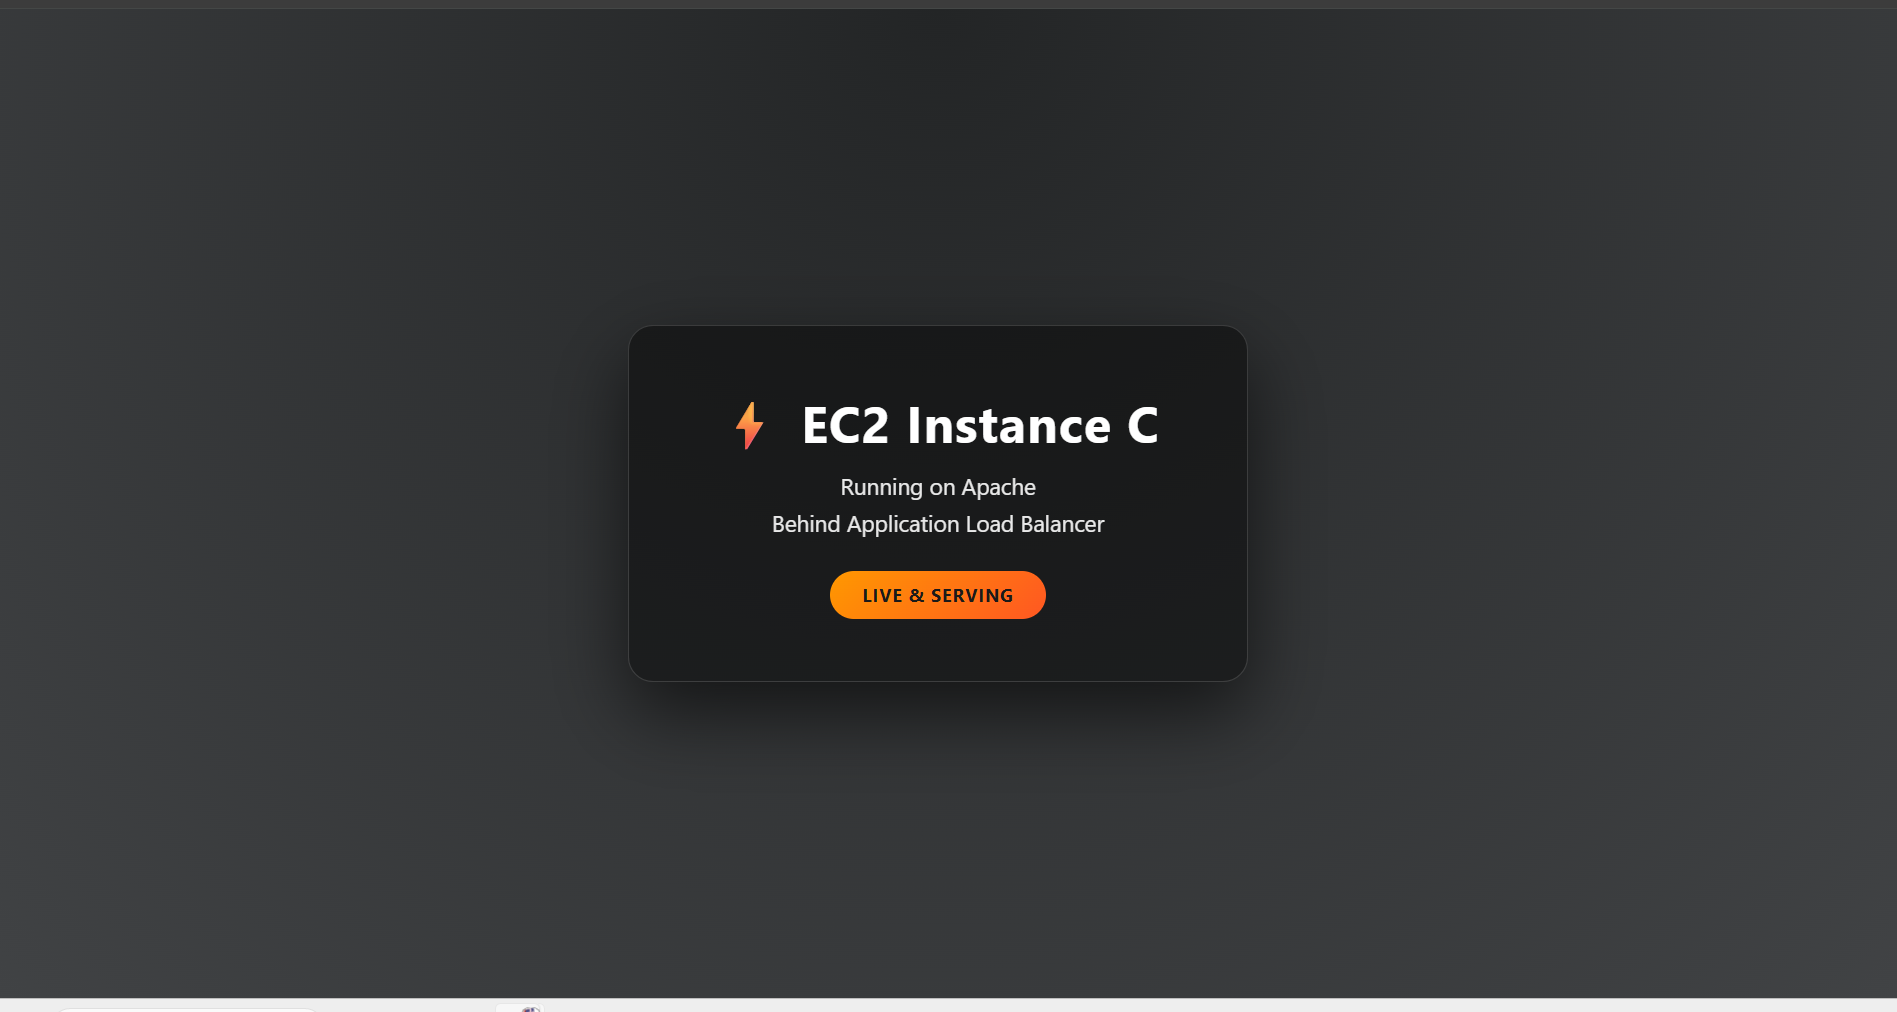 ⚡ EC2 Instance C
Running on Apache
Behind Application Load Balancer
LIVE & SERVING